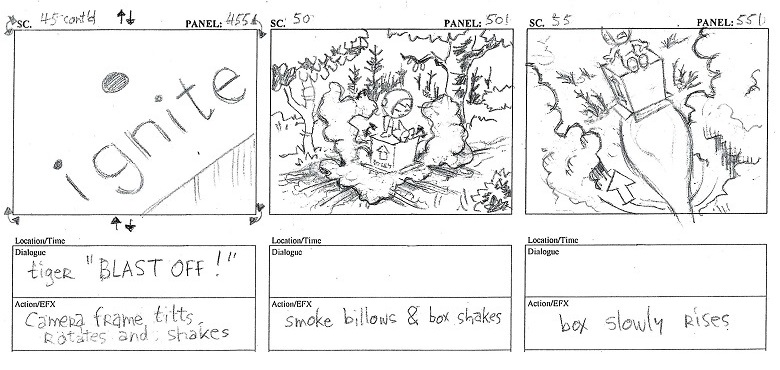 SC. 45 cont'd PANEL: 455A
ignite
Location/Time
Dialogue
tiger "BLAST OFF!"
Action/EFX
Camera frame tilts,
Rotates and shakes
SC. 50 PANEL: 501
Location/Time
Dialogue
Action/EFX
smoke billows & box shakes
SC. 55 PANEL: 551
Location/Time
Dialogue
Action/EFX
box slowly Rises